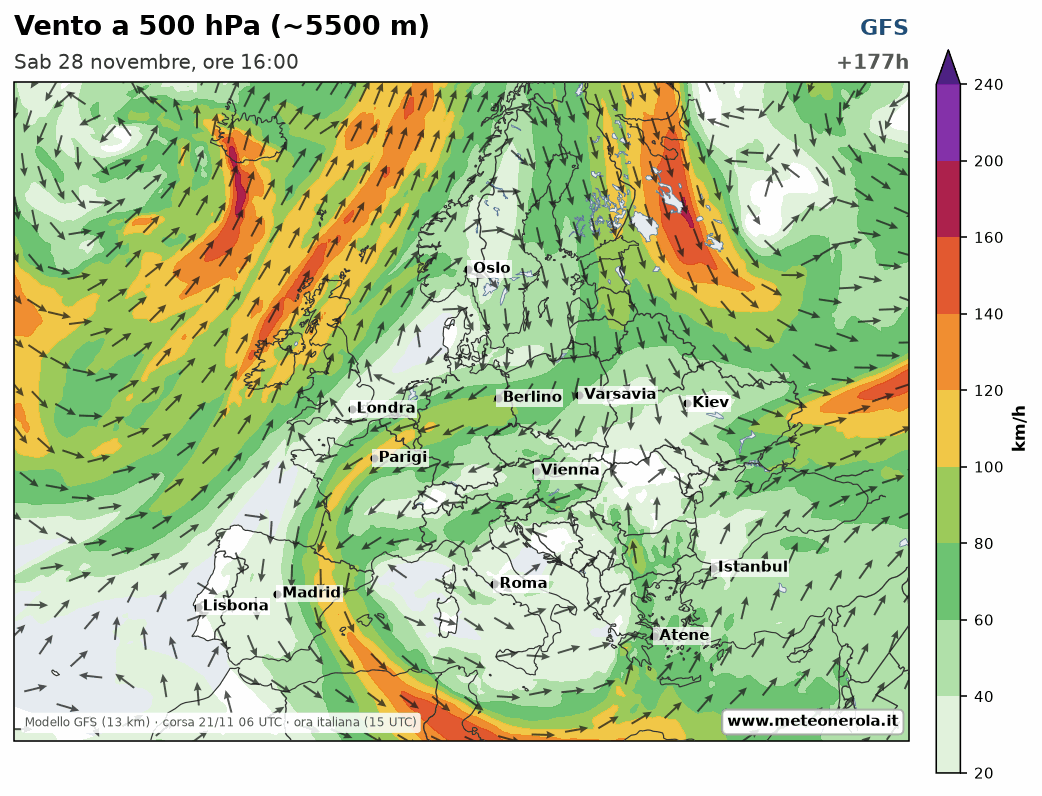 Vento a 500 hPa (~5500 m)
GFS
Sab 28 novembre, ore 16:00
+177h
240
200
160
140
120
100
80
60
40
20
km/h
Oslo
Berlino
Varsavia
Kiev
Londra
Parigi
Vienna
Istanbul
Roma
Madrid
Lisbona
Atene
Modello GFS (13 km) · corsa 21/11 06 UTC · ora italiana (15 UTC)
www.meteonerola.it